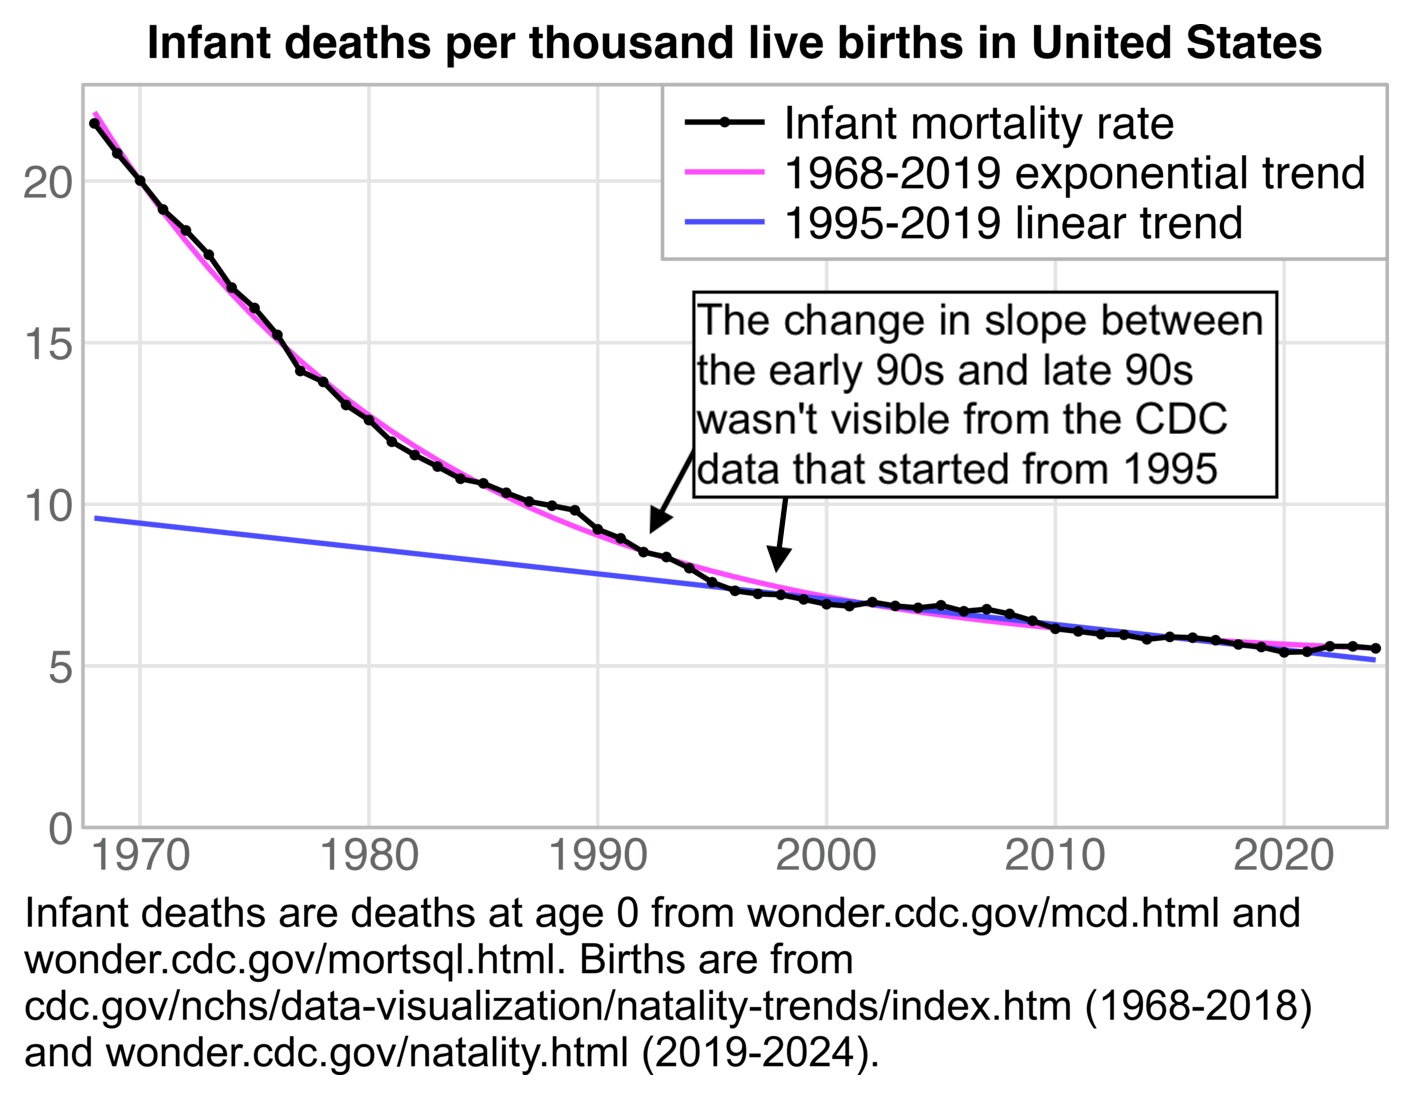 Infant deaths per thousand live births in United States
Infant mortality rate
1968-2019 exponential trend
1995-2019 linear trend
20
15
10
5
0
The change in slope between
the early 90s and late 90s
wasn't visible from the CDC
data that started from 1995
1970 1980 1990 2000 2010 2020
Infant deaths are deaths at age 0 from wonder.cdc.gov/mcd.html and
wonder.cdc.gov/mortsql.html. Births are from
cdc.gov/nchs/data-visualization/natality-trends/index.htm (1968-2018)
and wonder.cdc.gov/natality.html (2019-2024).